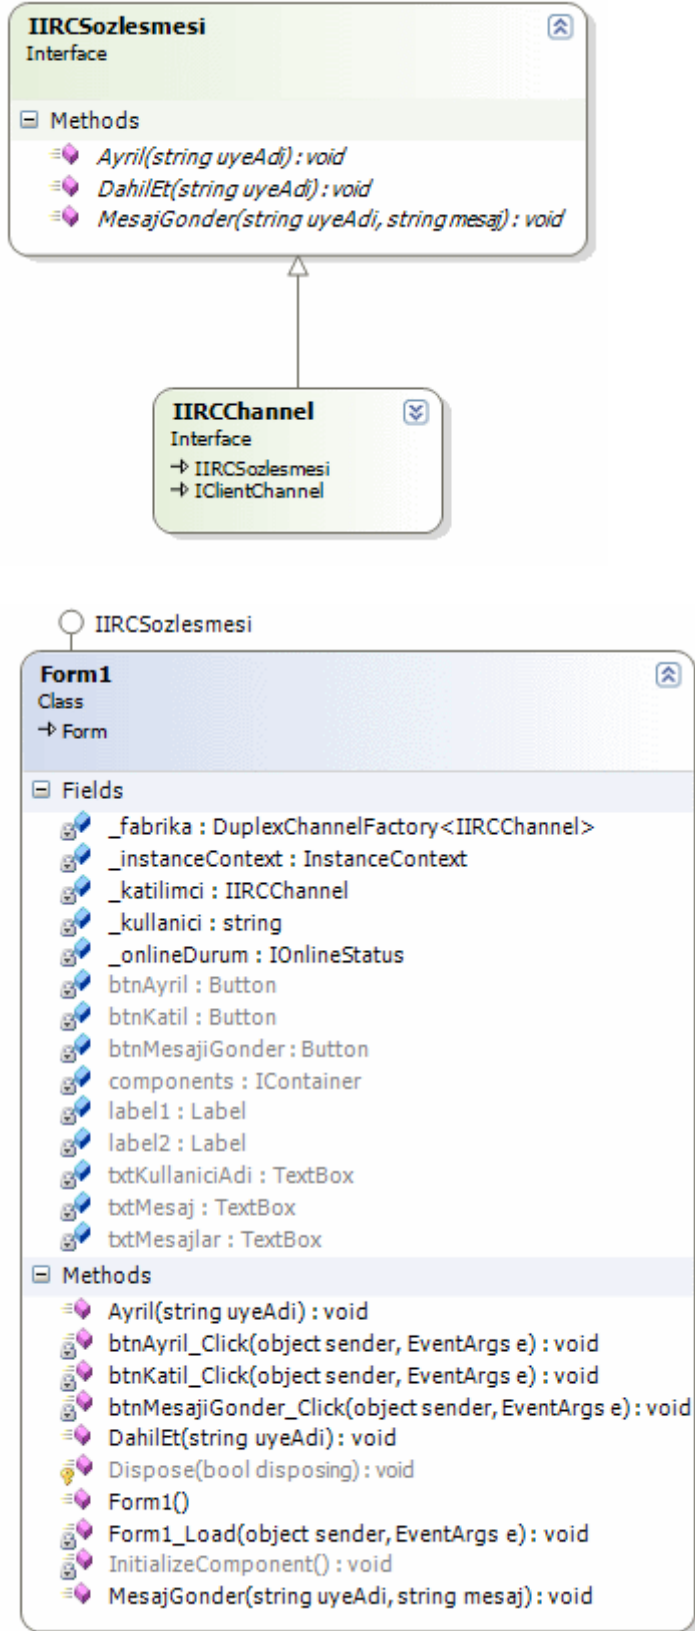 IIRCSozlesmesi
Interface
Methods
Ayril(string uyeAdi) : void
DahilEt(string uyeAdi) : void
MesajGonder(string uyeAdi, string mesaj) : void
IIRCChannel
Interface
IIRCSozlesmesi
IClientChannel
IIRCSozlesmesi
Form1
Class
Form
Fields
_fabrika : DuplexChannelFactory<IIRCChannel>
_instanceContext : InstanceContext
_katilimci : IIRCChannel
_kullanici : string
_onlineDurum : IOnlineStatus
btnAyril : Button
btnKatil : Button
btnMesajiGonder : Button
components : IContainer
label1 : Label
label2 : Label
txtKullaniciAdi : TextBox
txtMesaj : TextBox
txtMesajlar : TextBox
Methods
Ayril(string uyeAdi) : void
btnAyril_Click(object sender, EventArgs e) : void
btnKatil_Click(object sender, EventArgs e) : void
btnMesajiGonder_Click(object sender, EventArgs e) : void
DahilEt(string uyeAdi) : void
Dispose(bool disposing) : void
Form1()
Form1_Load(object sender, EventArgs e) : void
InitializeComponent() : void
MesajGonder(string uyeAdi, string mesaj) : void